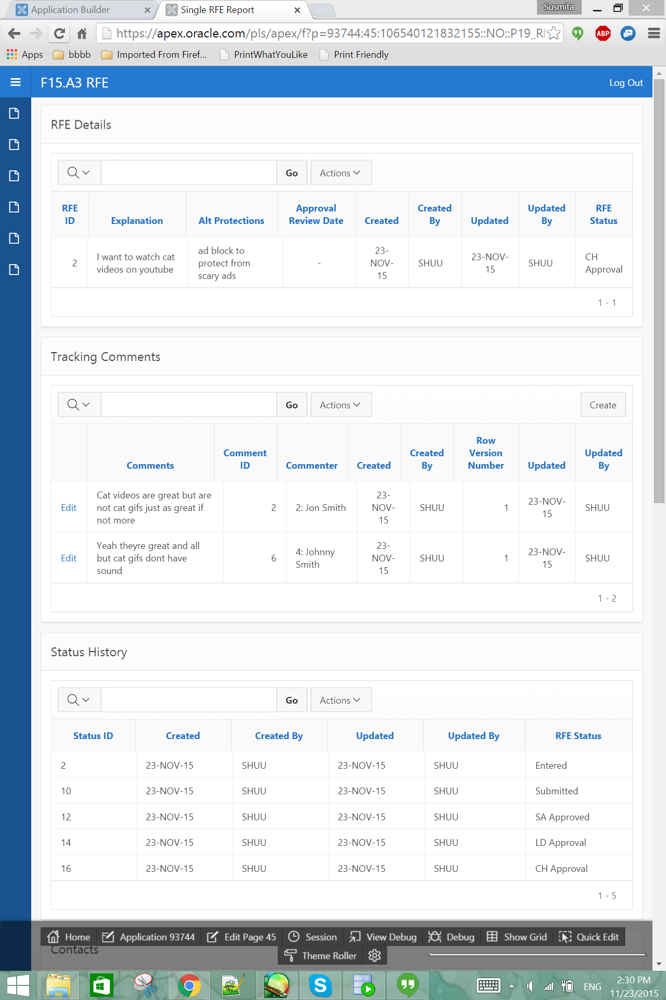 Application Builder
Single RFE Report
Susmita
https://apex.oracle.com/pls/apex/f?p=93744:45:106540121832155::NO::P19_RI
ABP
Apps
bbbb
Imported From Firef...
PrintWhatYouLike
Print Friendly
F15.A3 RFE
Log Out
RFE Details
Go
Actions
RFE ID
Explanation
Alt Protections
Approval Review Date
Created
Created By
Updated
Updated By
RFE Status
2
I want to watch cat
videos on youtube
ad block to
protect from
scary ads
-
23-
NOV-
15
SHUU
23-NOV-
15
SHUU
CH
Approval
1 - 1
Tracking Comments
Go
Actions
Create
Comments
Comment ID
Commenter
Created
Created By
Row Version Number
Updated
Updated By
Edit
Cat videos are great but are
not cat gifs just as great if
not more
2
2: Jon Smith
23-
NOV-
15
SHUU
1
23-NOV-
15
SHUU
Edit
Yeah theyre great and all
but cat gifs dont have
sound
6
4: Johnny
Smith
23-
NOV-
15
SHUU
1
23-NOV-
15
SHUU
1 - 2
Status History
Go
Actions
Status ID Created Created By Updated Updated By RFE Status
2 23-NOV-15 SHUU 23-NOV-15 SHUU Entered
10 23-NOV-15 SHUU 23-NOV-15 SHUU Submitted
12 23-NOV-15 SHUU 23-NOV-15 SHUU SA Approved
14 23-NOV-15 SHUU 23-NOV-15 SHUU LD Approval
16 23-NOV-15 SHUU 23-NOV-15 SHUU CH Approval
1 - 5
Home Application 93744 Edit Page 45 Session View Debug Debug Show Grid Quick Edit
Contacts
Theme Roller
ENG
2:30 PM
11/23/2015